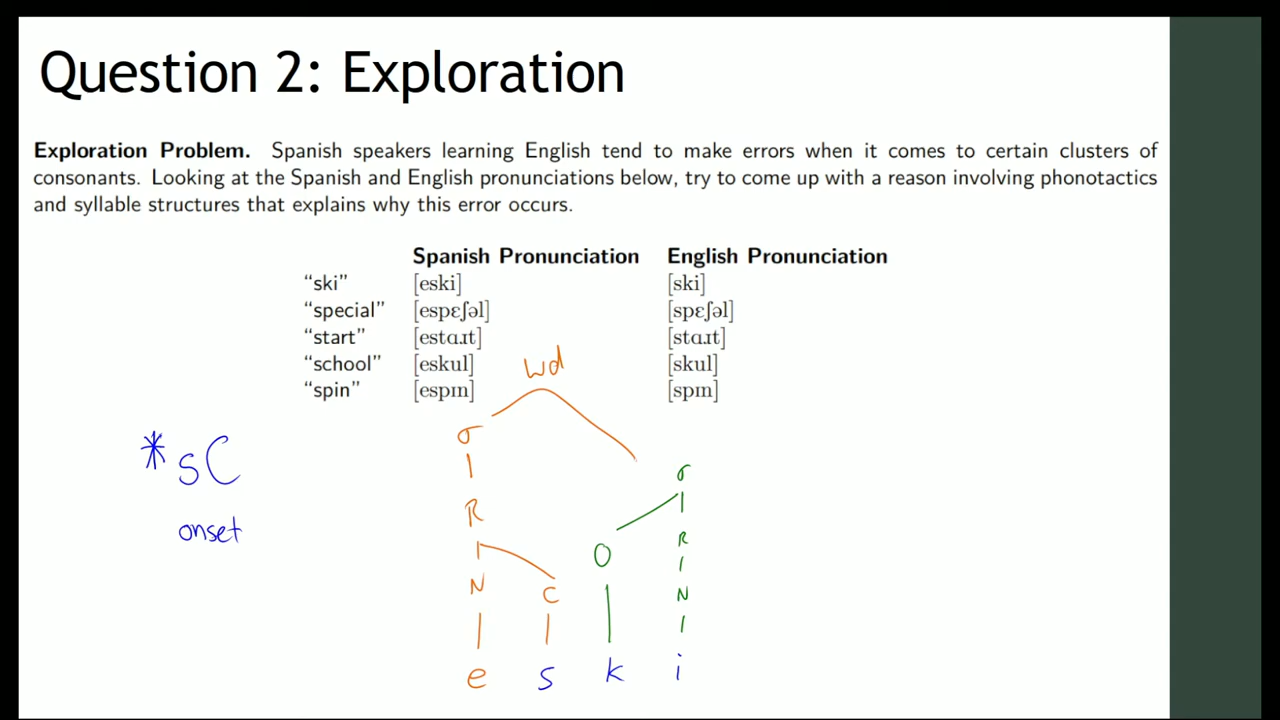 Question 2: Exploration
Exploration Problem. Spanish speakers learning English tend to make errors when it comes to certain clusters of
consonants. Looking at the Spanish and English pronunciations below, try to come up with a reason involving phonotactics
and syllable structures that explains why this error occurs.
Spanish Pronunciation English Pronunciation
“ski” [eski] [ski]
“special” [espɛʃəl] [spɛʃəl]
“start” [estɑɹt] [stɑɹt]
“school” [eskul] [skul]
“spin” [espɪn] [spɪn]
Wd
σ σ
*sC
onset
R R
O
N C N
e s k i